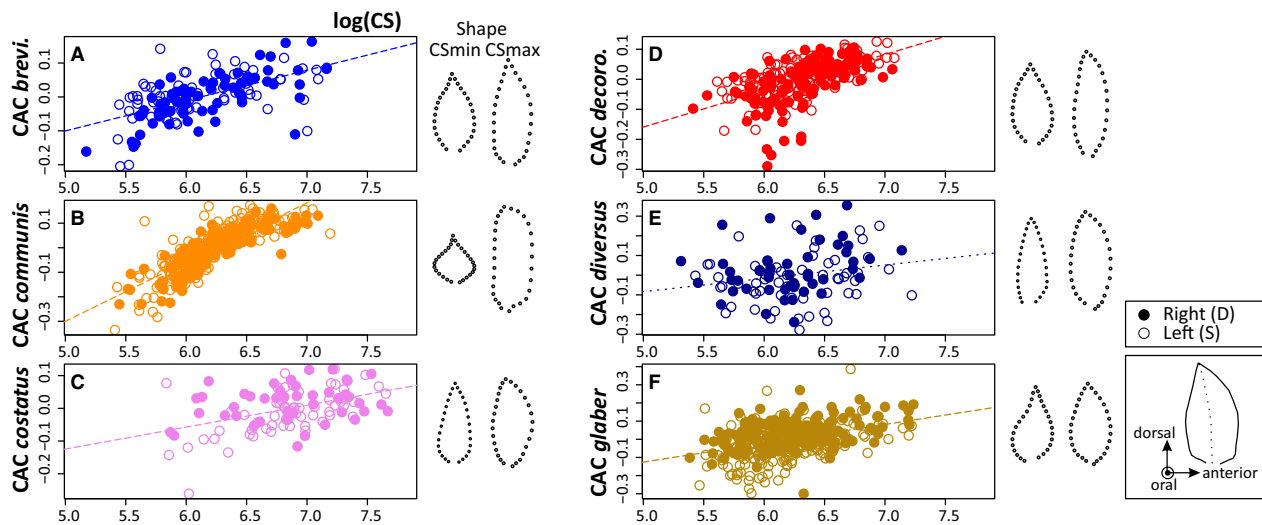 log(CS)
Shape
CSmin CSmax
A
CAC brevi.
0.1
0.0
-0.1
-0.2
5.0 5.5 6.0 6.5 7.0 7.5
B
CAC communis
0.1
-0.1
-0.3
5.0 5.5 6.0 6.5 7.0 7.5
C
CAC costatus
0.1
0.0
-0.1
-0.2
5.0 5.5 6.0 6.5 7.0 7.5
D
CAC decoro.
0.1
-0.0
-0.1
-0.2
-0.3
5.0 5.5 6.0 6.5 7.0 7.5
E
CAC diversus
0.3
0.1
-0.1
-0.3
5.0 5.5 6.0 6.5 7.0 7.5
F
CAC glaber
0.3
0.1
-0.1
-0.3
5.0 5.5 6.0 6.5 7.0 7.5
Right (D)
Left (S)
dorsal
anterior
oral